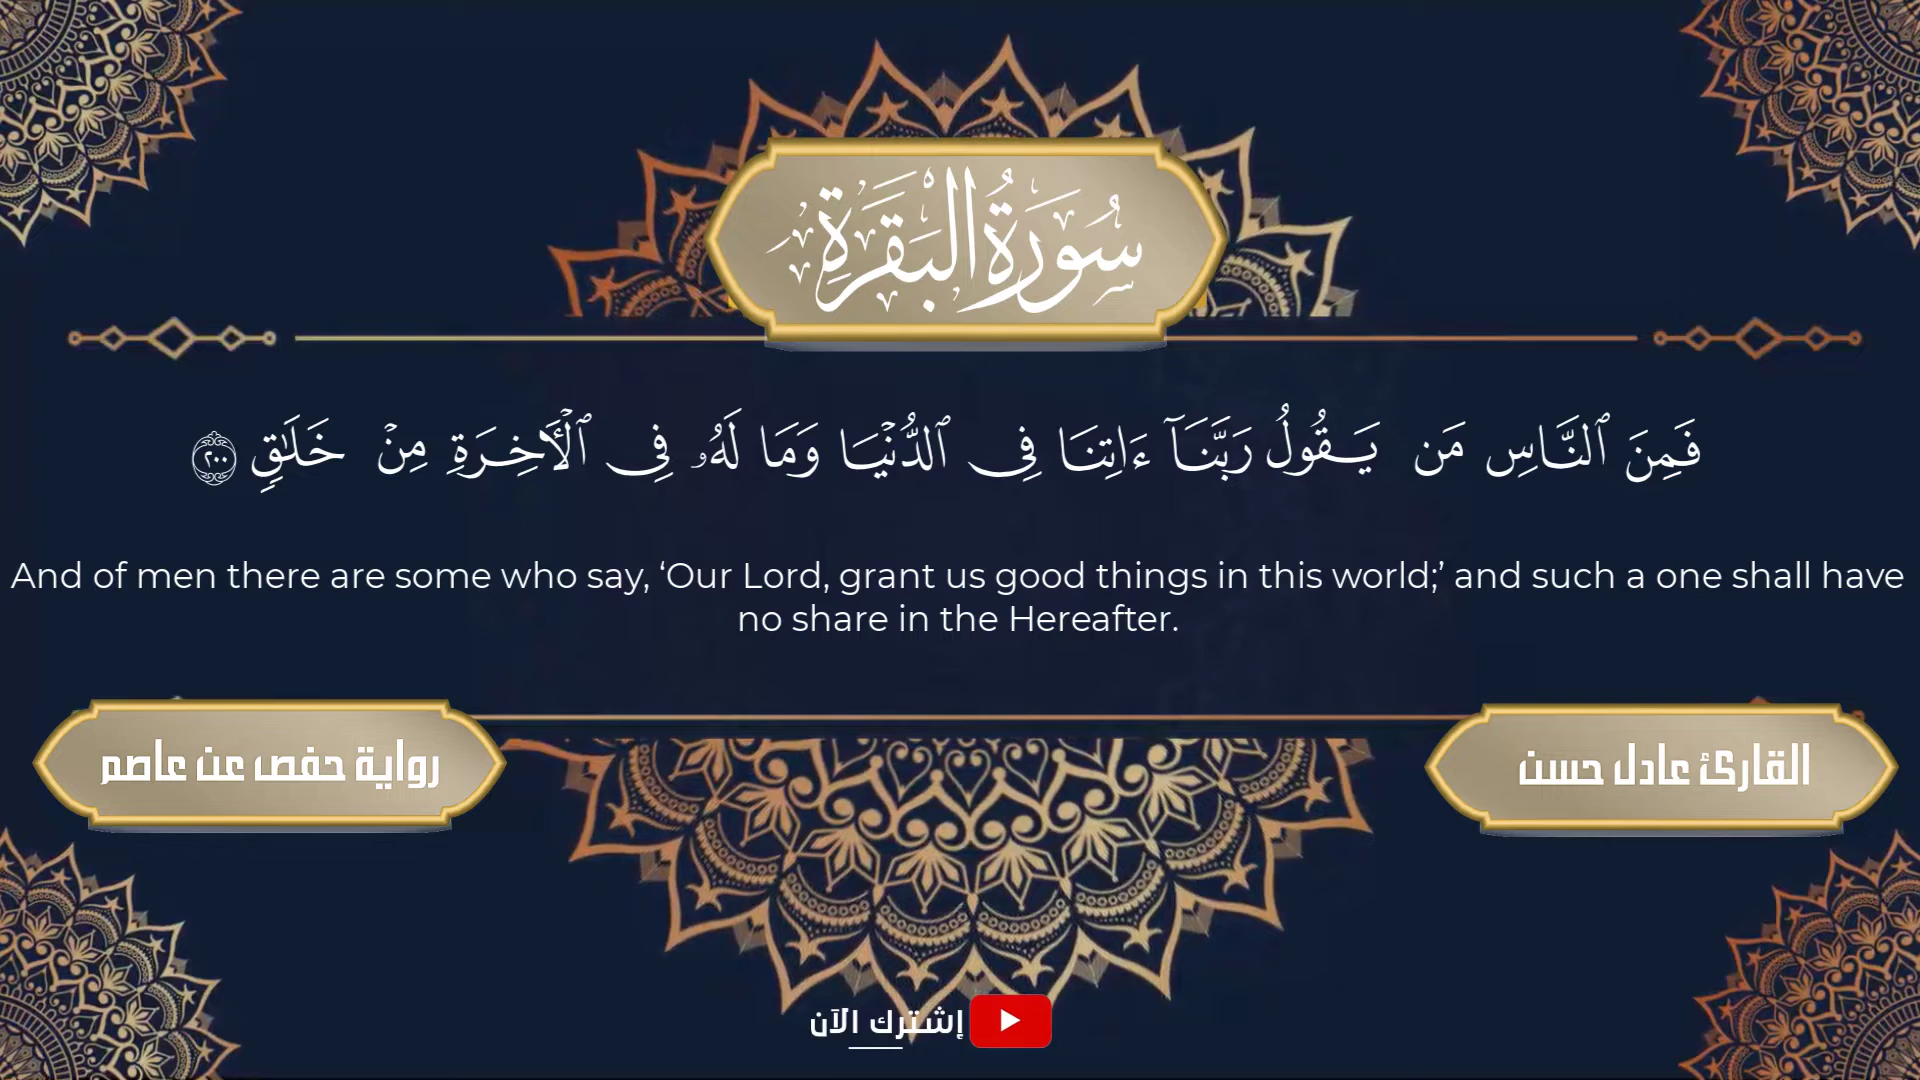 سُورَةُ البَقَرَةِ
فَمِنَ ٱلنَّاسِ مَن يَقُولُ رَبَّنَآ ءَاتِنَا فِى ٱلدُّنْيَا وَمَا لَهُۥ فِى ٱلْأَخِرَةِ مِنْ خَلَٰقٍ ٢٠٠
And of men there are some who say, ‘Our Lord, grant us good things in this world;’ and such a one shall have
no share in the Hereafter.
القارئ عادل حسن
رواية حفص عن عاصم
إشترك الآن